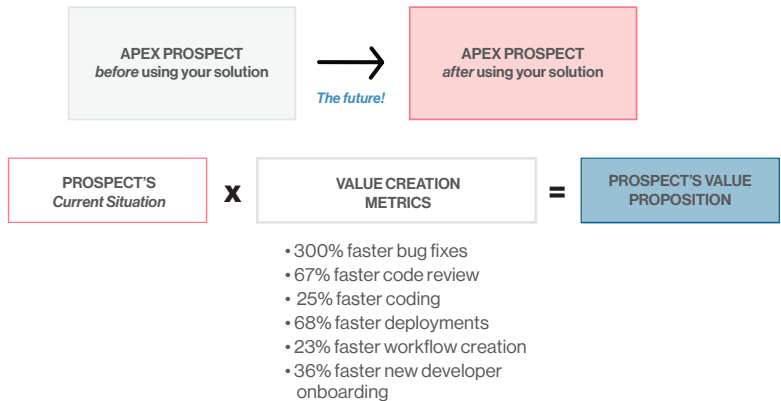 APEX PROSPECT
before using your solution
The future!
APEX PROSPECT
after using your solution
PROSPECT'S
Current Situation
x
VALUE CREATION
METRICS
=
PROSPECT'S VALUE
PROPOSITION
• 300% faster bug fixes
• 67% faster code review
• 25% faster coding
• 68% faster deployments
• 23% faster workflow creation
• 36% faster new developer
onboarding